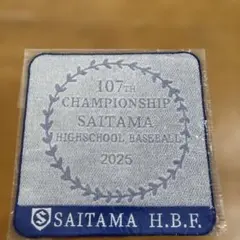 107TH
CHAMPIONSHIP
SAITAMA
HIGHSCHOOL BASEBALL
2025
S SAITAMA H.B.F.